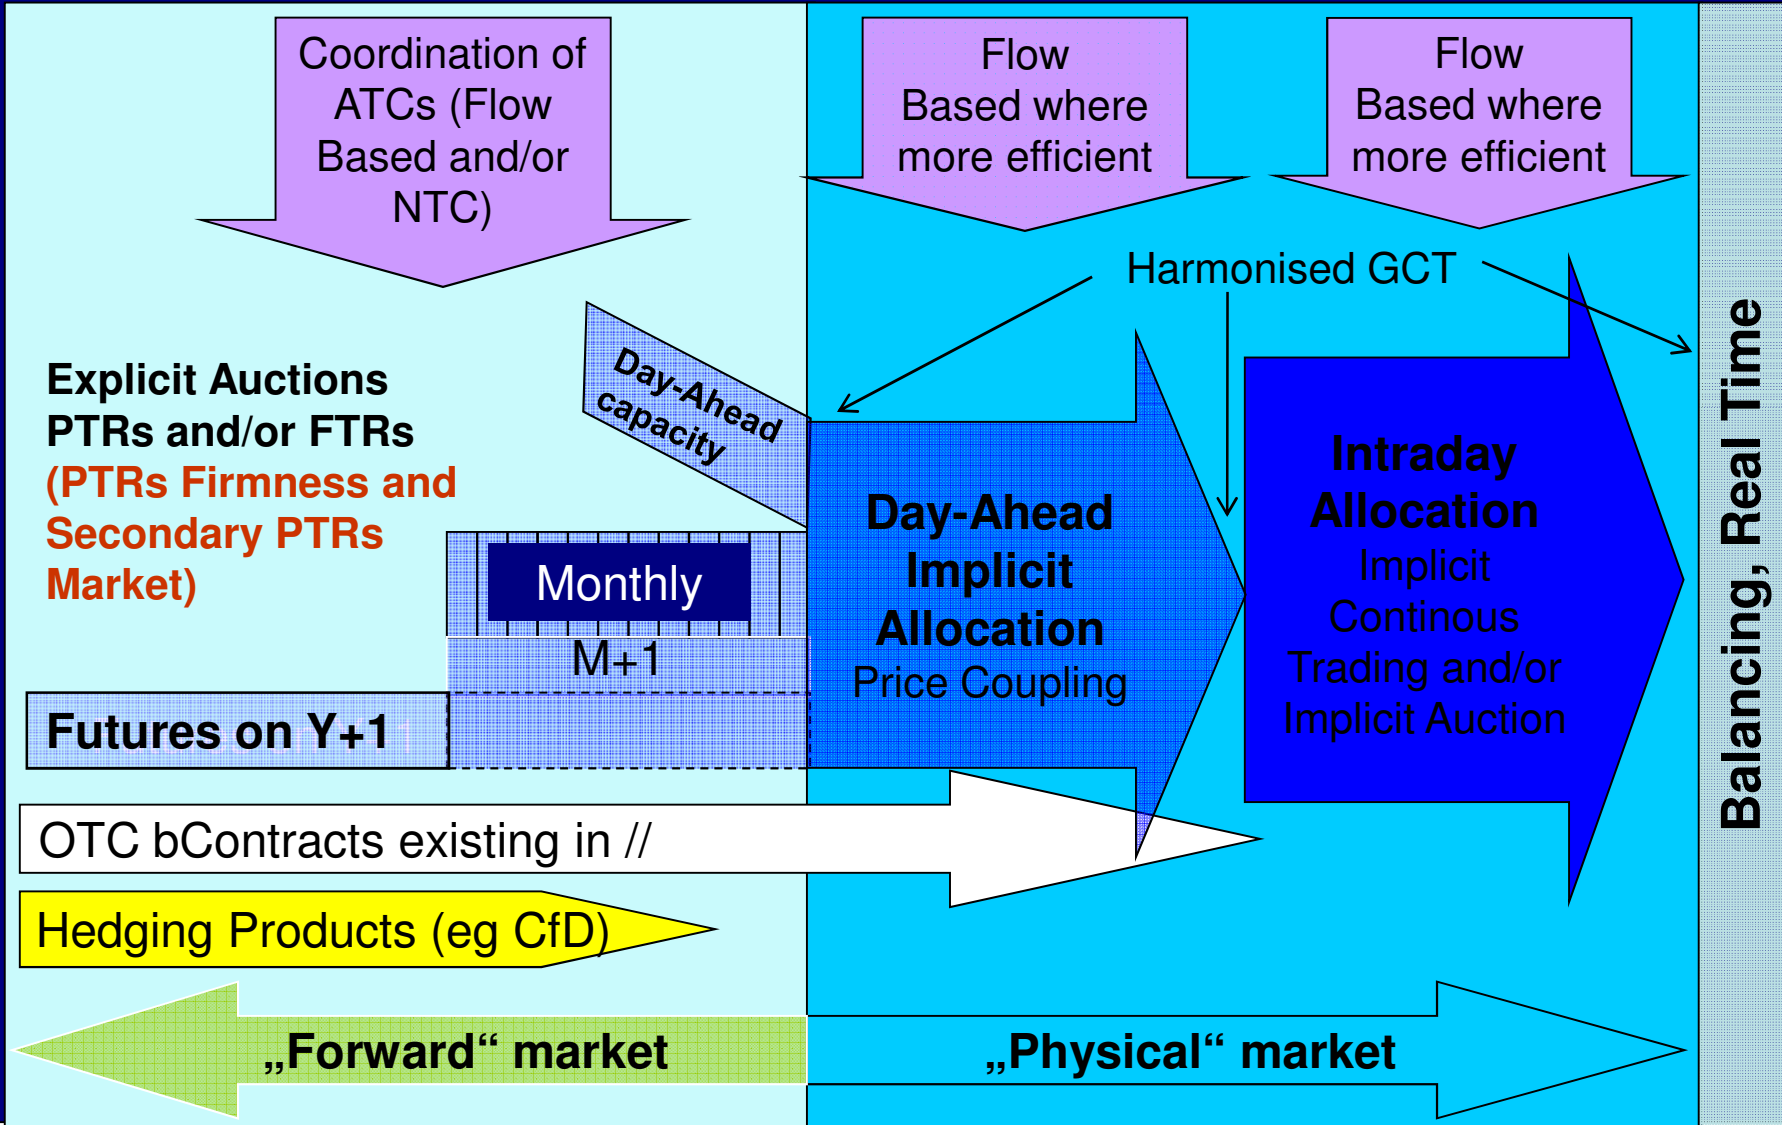 Coordination of
ATCs (Flow
Based and/or
NTC)
Flow
Based where
more efficient
Flow
Based where
more efficient
Harmonised GCT
Explicit Auctions
PTRs and/or FTRs
(PTRs Firmness and
Secondary PTRs
Market)
Day-Ahead
capacity
Monthly
M+1
Futures on Y+1
Day-Ahead
Implicit
Allocation
Price Coupling
Intraday
Allocation
Implicit
Continous
Trading and/or
Implicit Auction
Balancing, Real Time
OTC bContracts existing in //
Hedging Products (eg CfD)
„Forward“ market
„Physical“ market